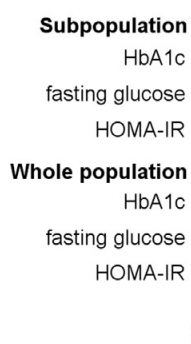 Subpopulation
HbA1c
fasting glucose
HOMA-IR
Whole population
HbA1c
fasting glucose
HOMA-IR